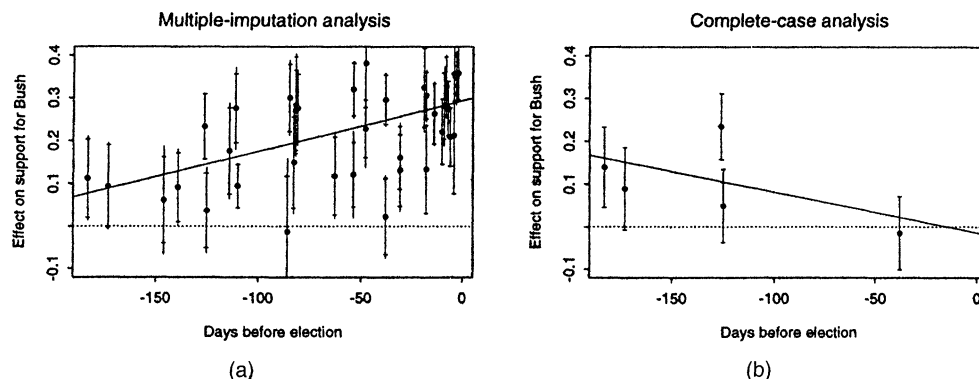 Multiple-imputation analysis
Effect on support for Bush
0.4
0.3
0.2
0.1
-0.1
-150
-100
-50
0
Days before election
(a)
Complete-case analysis
Effect on support for Bush
0.4
0.3
0.2
0.1
-0.1
-150
-100
-50
0
Days before election
(b)